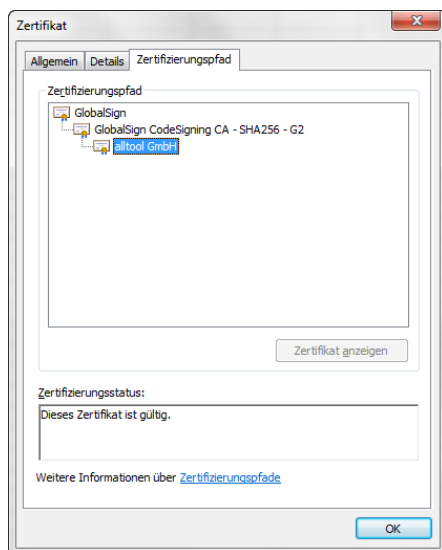 Zertifikat
Allgemein Details Zertifizierungspfad
Zertifizierungspfad
GlobalSign
GlobalSign CodeSigning CA - SHA256 - G2
alltool GmbH
Zertifikat anzeigen
Zertifizierungsstatus:
Dieses Zertifikat ist gültig.
Weitere Informationen über Zertifizierungspfade
OK